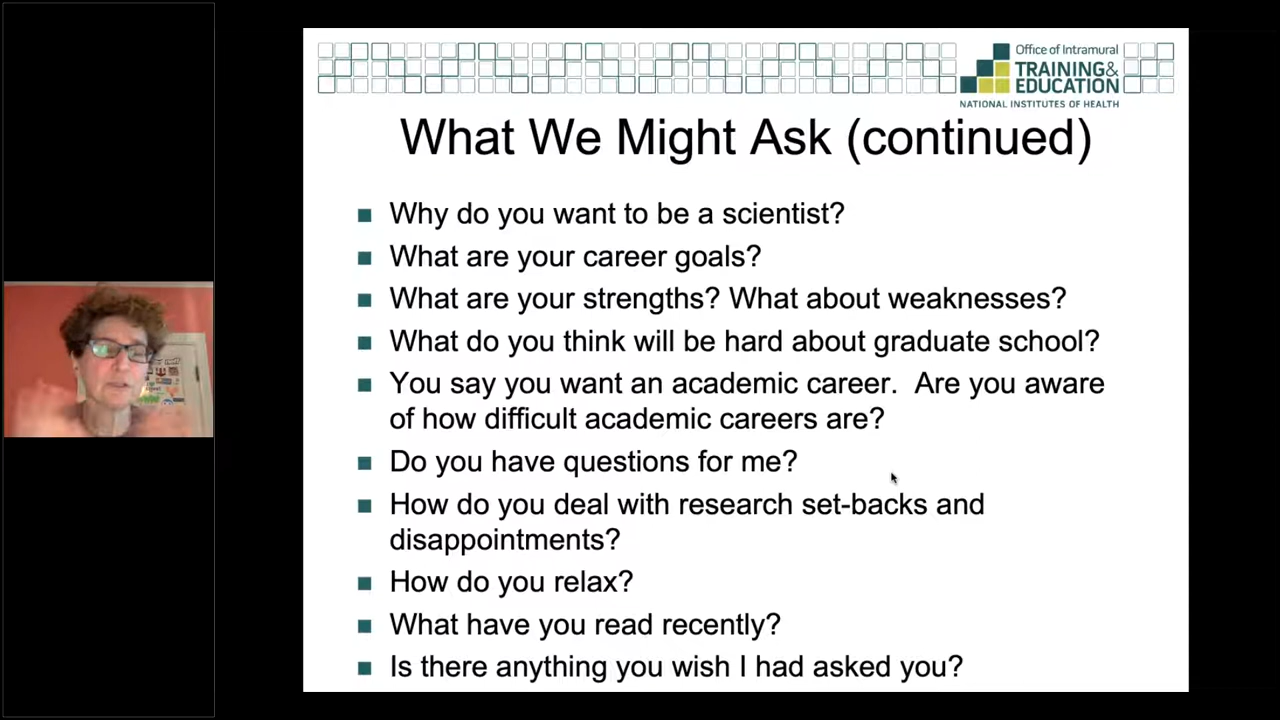 Office of Intramural
TRAINING&
EDUCATION
NATIONAL INSTITUTES OF HEALTH
What We Might Ask (continued)
Why do you want to be a scientist?
What are your career goals?
What are your strengths? What about weaknesses?
What do you think will be hard about graduate school?
You say you want an academic career. Are you aware
of how difficult academic careers are?
Do you have questions for me?
How do you deal with research set-backs and
disappointments?
How do you relax?
What have you read recently?
Is there anything you wish I had asked you?